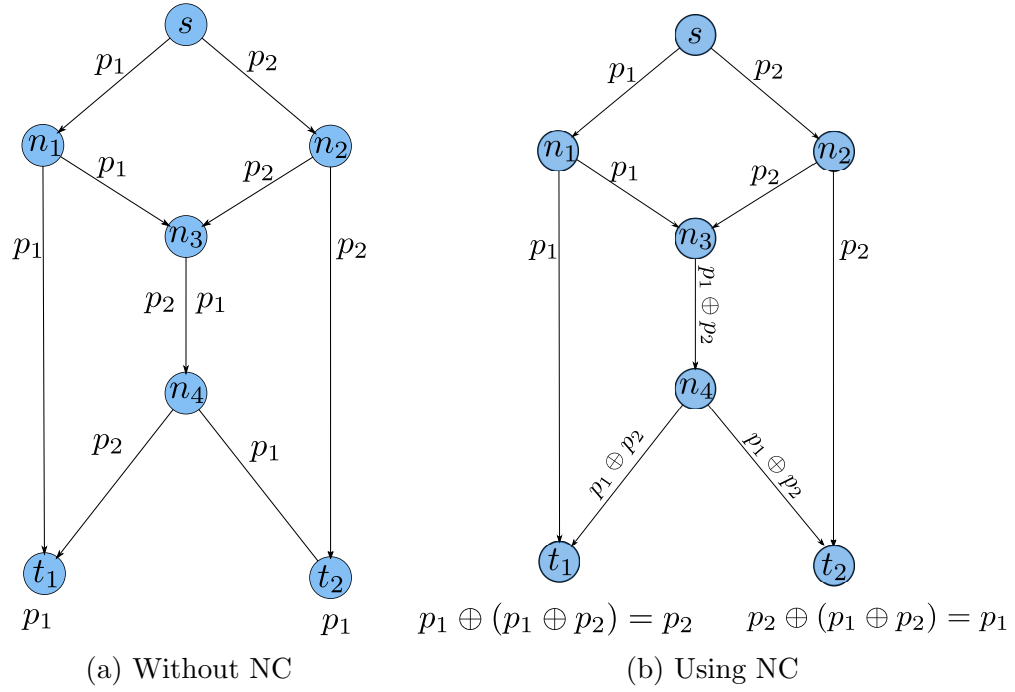 s
p₁ p₂
n₁ n₂
p₁ p₂
n₃
p₁ p₂
p₂ p₁
n₄
p₂ p₁
t₁ t₂
p₁ p₁
(a) Without NC
s
p₁ p₂
n₁ n₂
p₁ p₂
n₃
p₁ p₂
p₁ ⊕ p₂
n₄
p₁ ⊕ p₂ p₁ ⊕ p₂
t₁ t₂
p₁ ⊕ (p₁ ⊕ p₂) = p₂ p₂ ⊕ (p₁ ⊕ p₂) = p₁
(b) Using NC